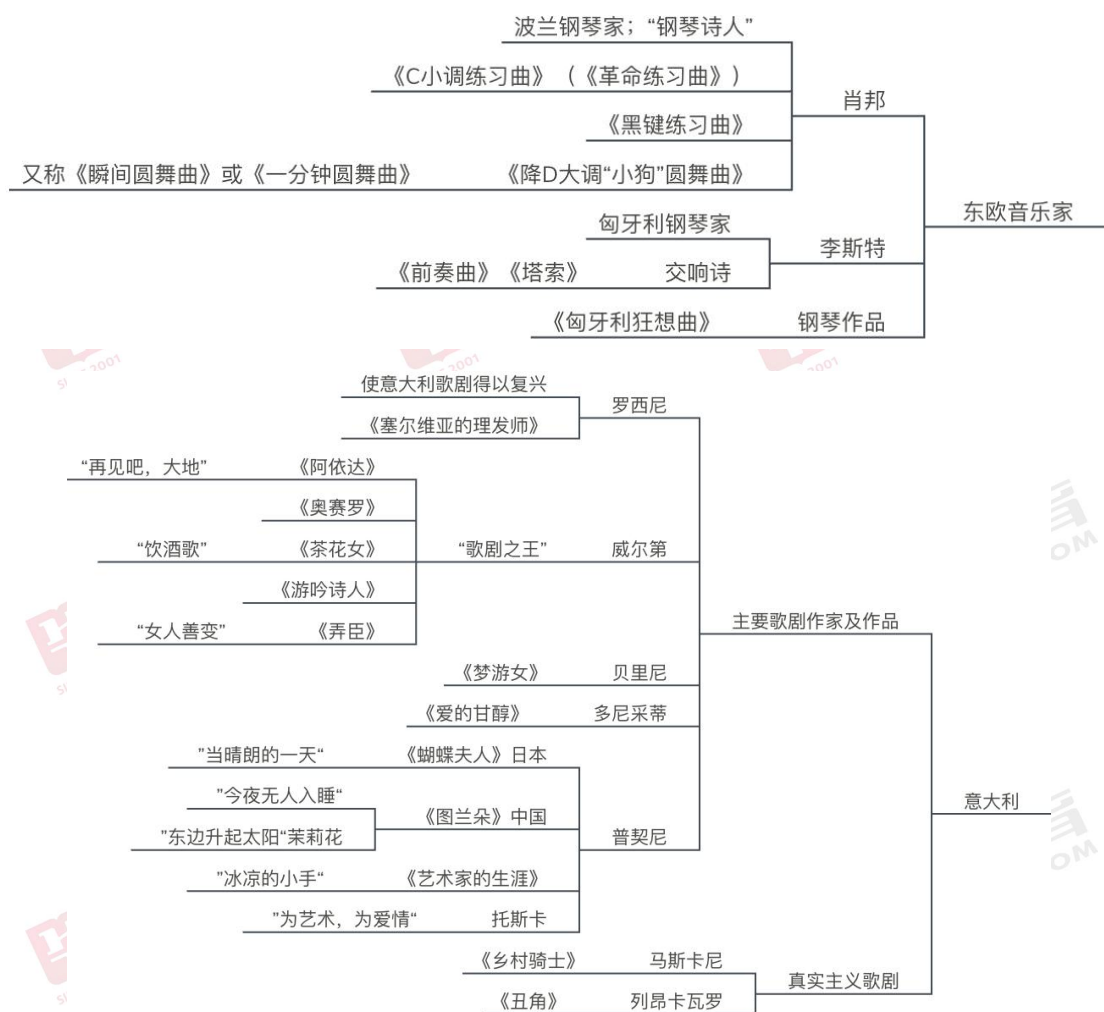 波兰钢琴家；“钢琴诗人”
《C小调练习曲》（《革命练习曲》）
肖邦
《黑键练习曲》
又称《瞬间圆舞曲》或《一分钟圆舞曲》 《降D大调“小狗”圆舞曲》
东欧音乐家
匈牙利钢琴家
李斯特
《前奏曲》《塔索》 交响诗
《匈牙利狂想曲》 钢琴作品
2001
2001
2001
使意大利歌剧得以复兴
罗西尼
《塞尔维亚的理发师》
“再见吧，大地” 《阿依达》
《奥赛罗》
“饮酒歌” 《茶花女》 “歌剧之王” 威尔第
《游吟诗人》
“女人善变” 《弄臣》
主要歌剧作家及作品
《梦游女》 贝里尼
《爱的甘醇》 多尼采蒂
”当晴朗的一天“ 《蝴蝶夫人》日本
”今夜无人入睡“
《图兰朵》中国
意大利
”东边升起太阳“茉莉花
普契尼
”冰凉的小手“ 《艺术家的生涯》
”为艺术，为爱情“ 托斯卡
《乡村骑士》 马斯卡尼
真实主义歌剧
《丑角》 列昂卡瓦罗